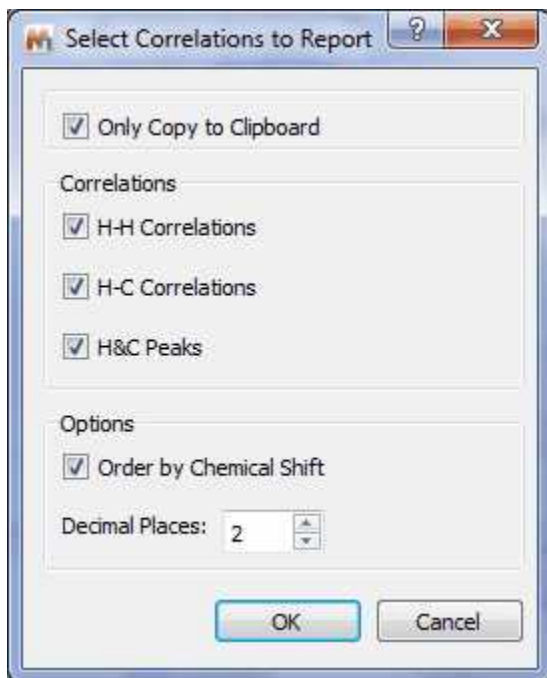 Select Correlations to Report
Only Copy to Clipboard
Correlations
H-H Correlations
H-C Correlations
H&C Peaks
Options
Order by Chemical Shift
Decimal Places: 2
OK Cancel